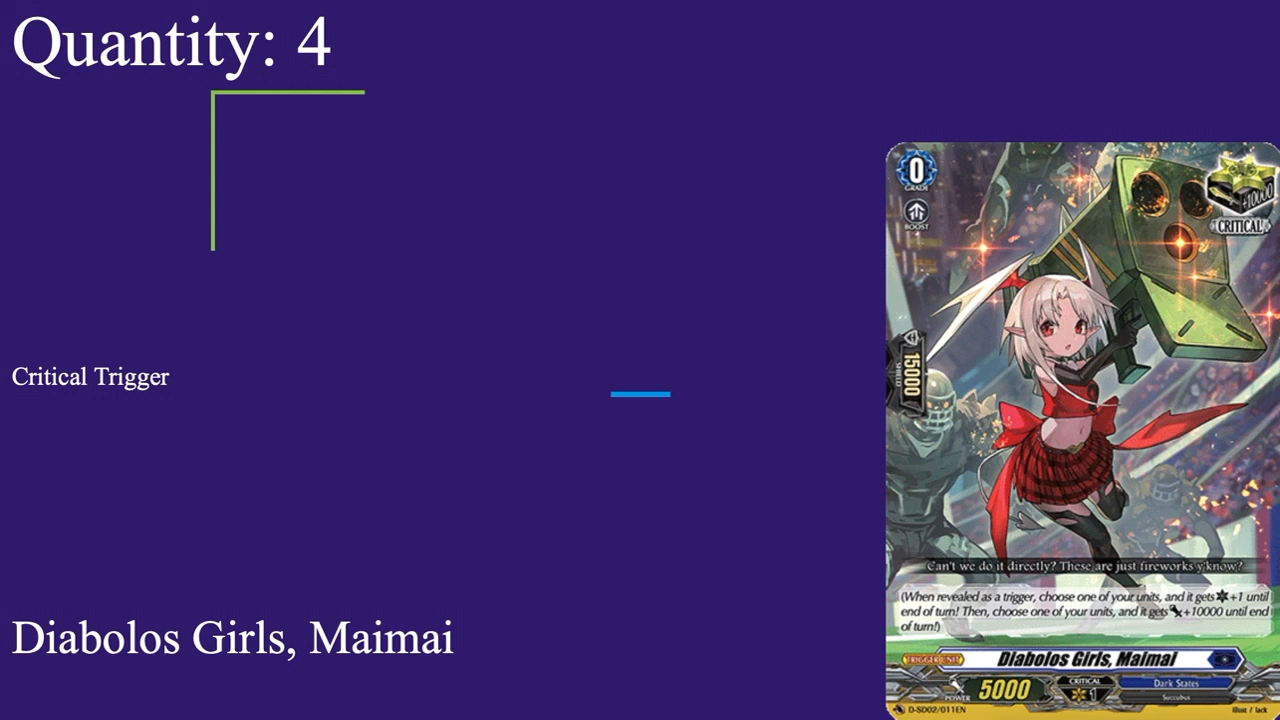 Quantity: 4
Critical Trigger
Diabolos Girls, Maimai
0
GRADE
BOOST
+10000
CRITICAL
15000
SHIELD
Can't we do it directly? These are just fireworks y'know?
(When revealed as a trigger, choose one of your units, and it gets +1 until
end of turn! Then, choose one of your units, and it gets +10000 until end
of turn!)
TRIGGER UNIT
Diabolos Girls, Maimai
POWER
5000
CRITICAL
1
Dark States
Succubus
D-SD02/011EN
illust / lack